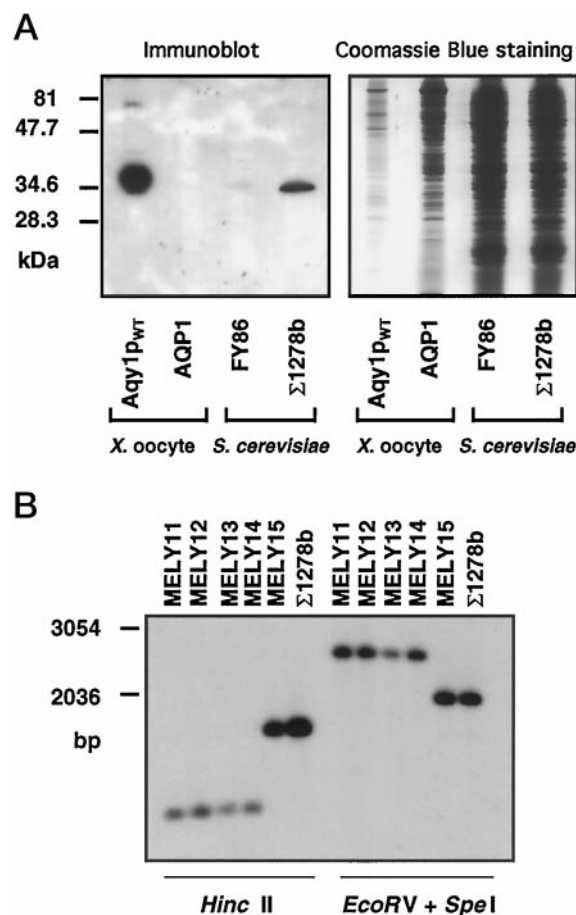 A
Immunoblot
Coomassie Blue staining
81
47.7
34.6
28.3
kDa
Aqy1pWT
AQP1
FY86
Σ1278b
Aqy1pWT
AQP1
FY86
Σ1278b
X. oocyte
S. cerevisiae
X. oocyte
S. cerevisiae
B
MELY11
MELY12
MELY13
MELY14
MELY15
Σ1278b
MELY11
MELY12
MELY13
MELY14
MELY15
Σ1278b
3054
2036
bp
Hinc II
EcoRV + SpeI